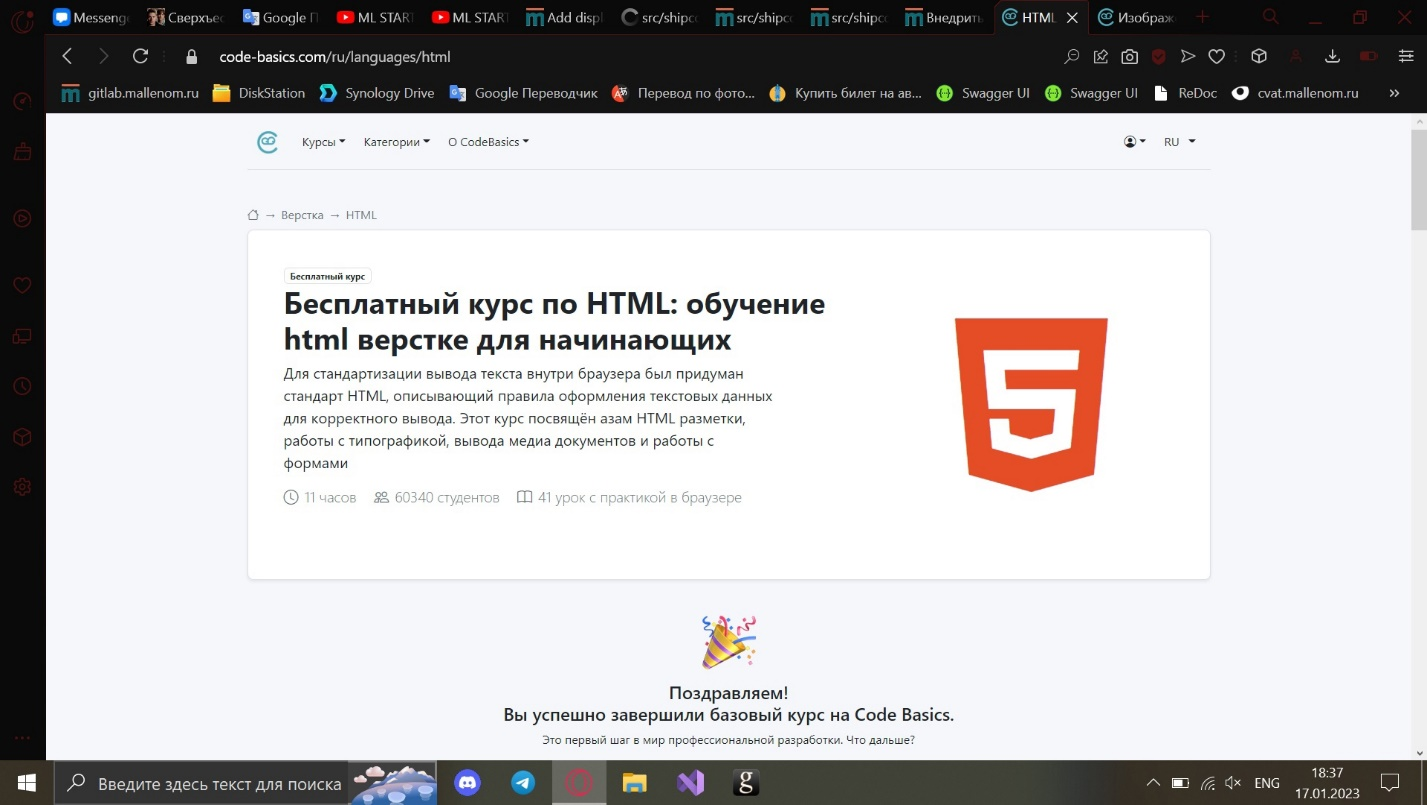 Messeng
Сверхъес
Google П
ML START
ML START
Add displ
src/shipcc
src/shipcc
src/shipcc
Внедрить
HTML
Изображ
code-basics.com/ru/languages/html
gitlab.mallenom.ru
DiskStation
Synology Drive
Google Переводчик
Перевод по фото...
Купить билет на ав...
Swagger UI
Swagger UI
ReDoc
cvat.mallenom.ru
»
Курсы
Категории
О CodeBasics
RU
→ Верстка → HTML
Бесплатный курс
Бесплатный курс по HTML: обучение
html верстке для начинающих
Для стандартизации вывода текста внутри браузера был придуман
стандарт HTML, описывающий правила оформления текстовых данных
для корректного вывода. Этот курс посвящён азам HTML разметки,
работы с типографикой, вывода медиа документов и работы с
формами
11 часов
60340 студентов
41 урок с практикой в браузере
Поздравляем!
Вы успешно завершили базовый курс на Code Basics.
Это первый шаг в мир профессиональной разработки. Что дальше?
Введите здесь текст для поиска
g
ENG
18:37
17.01.2023